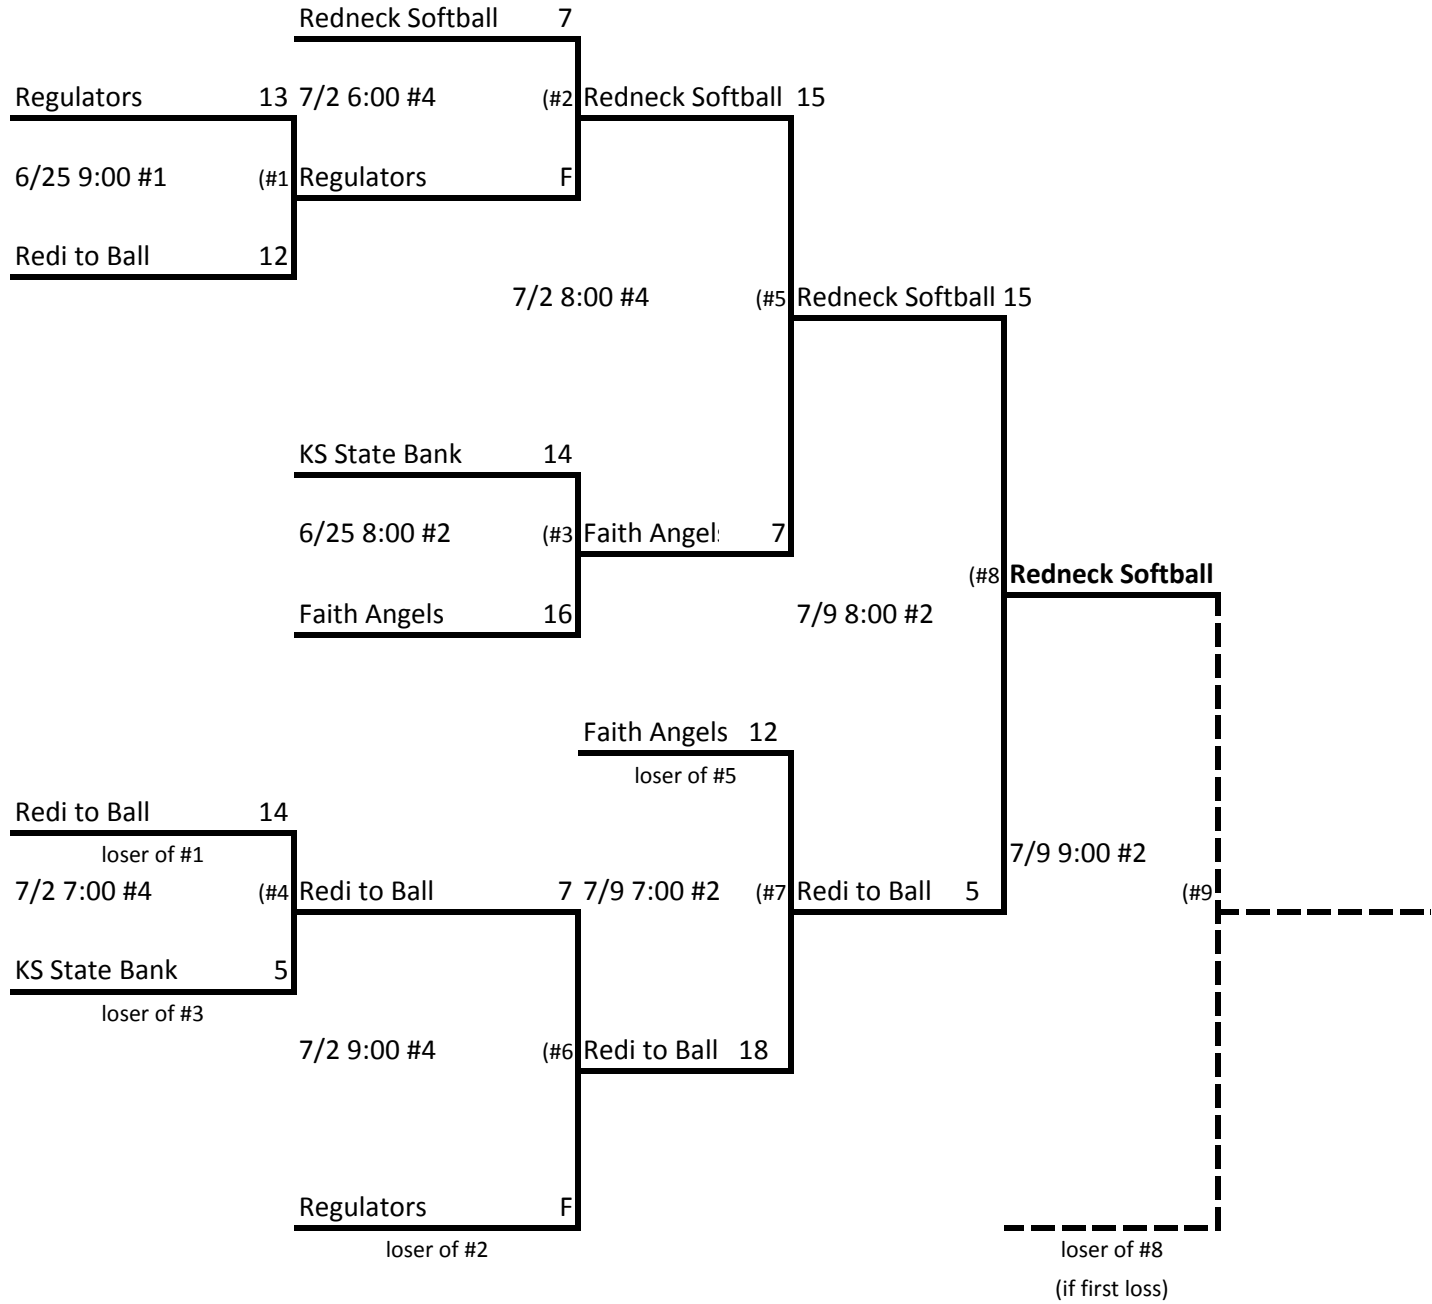 Redneck Softball 7
Regulators 13 7/2 6:00 #4 (#2 Redneck Softball 15
6/25 9:00 #1 (#1 Regulators F
Redi to Ball 12
7/2 8:00 #4 (#5 Redneck Softball 15
KS State Bank 14
6/25 8:00 #2 (#3 Faith Angels 7
(#8 Redneck Softball
Faith Angels 16 7/9 8:00 #2
Faith Angels 12
loser of #5
Redi to Ball 14
loser of #1 7/9 9:00 #2
7/2 7:00 #4 (#4 Redi to Ball 7 7/9 7:00 #2 (#7 Redi to Ball 5 (#9
KS State Bank 5
loser of #3
7/2 9:00 #4 (#6 Redi to Ball 18
Regulators F
loser of #2 loser of #8
(if first loss)